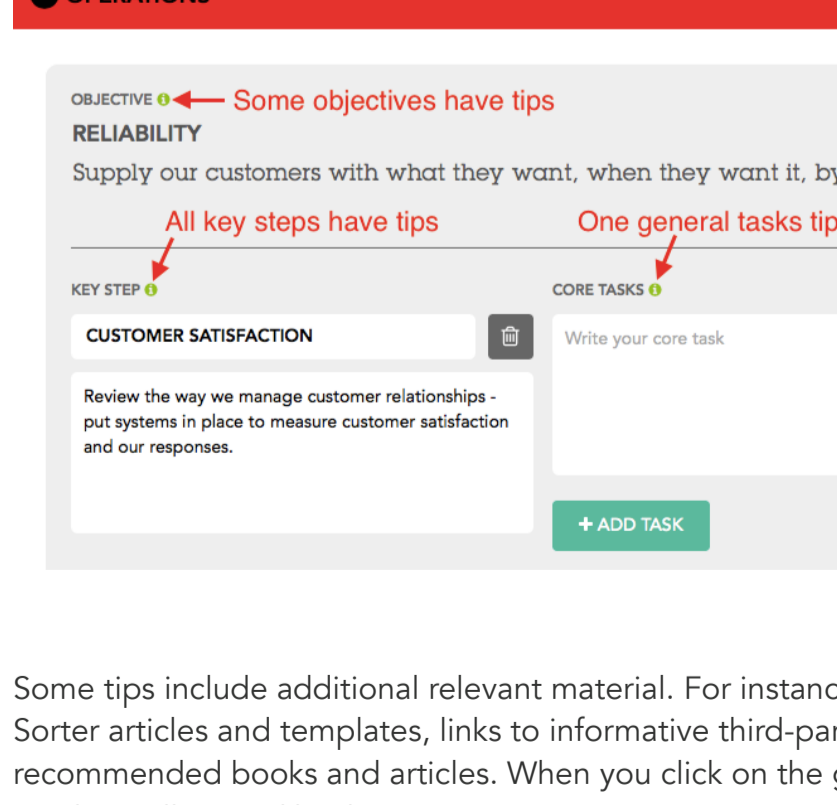 OPERATIONS
OBJECTIVE
Some objectives have tips
RELIABILITY
Supply our customers with what they want, when they want it, by
All key steps have tips
One general tasks tip
KEY STEP
CORE TASKS
CUSTOMER SATISFACTION
Write your core task
Review the way we manage customer relationships -
put systems in place to measure customer satisfaction
and our responses.
+ ADD TASK
Some tips include additional relevant material. For instanc
Sorter articles and templates, links to informative third-par
recommended books and articles. When you click on the g